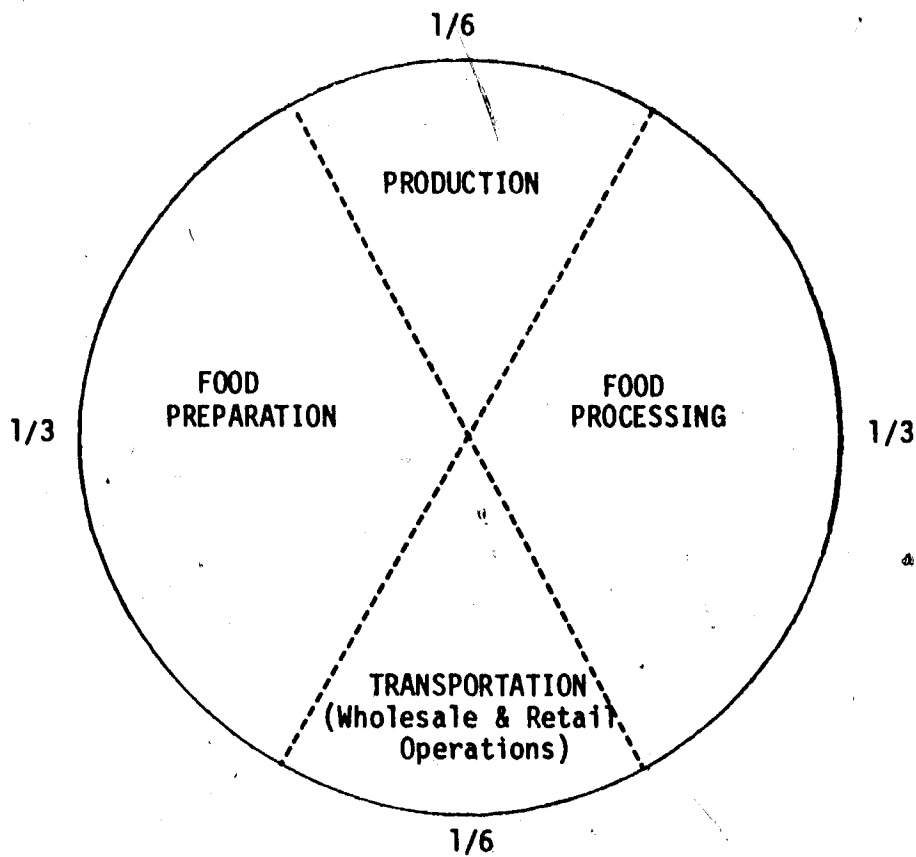 1/6
PRODUCTION
FOOD
PREPARATION
FOOD
PROCESSING
1/3
1/3
TRANSPORTATION
(Wholesale & Retail
Operations)
1/6